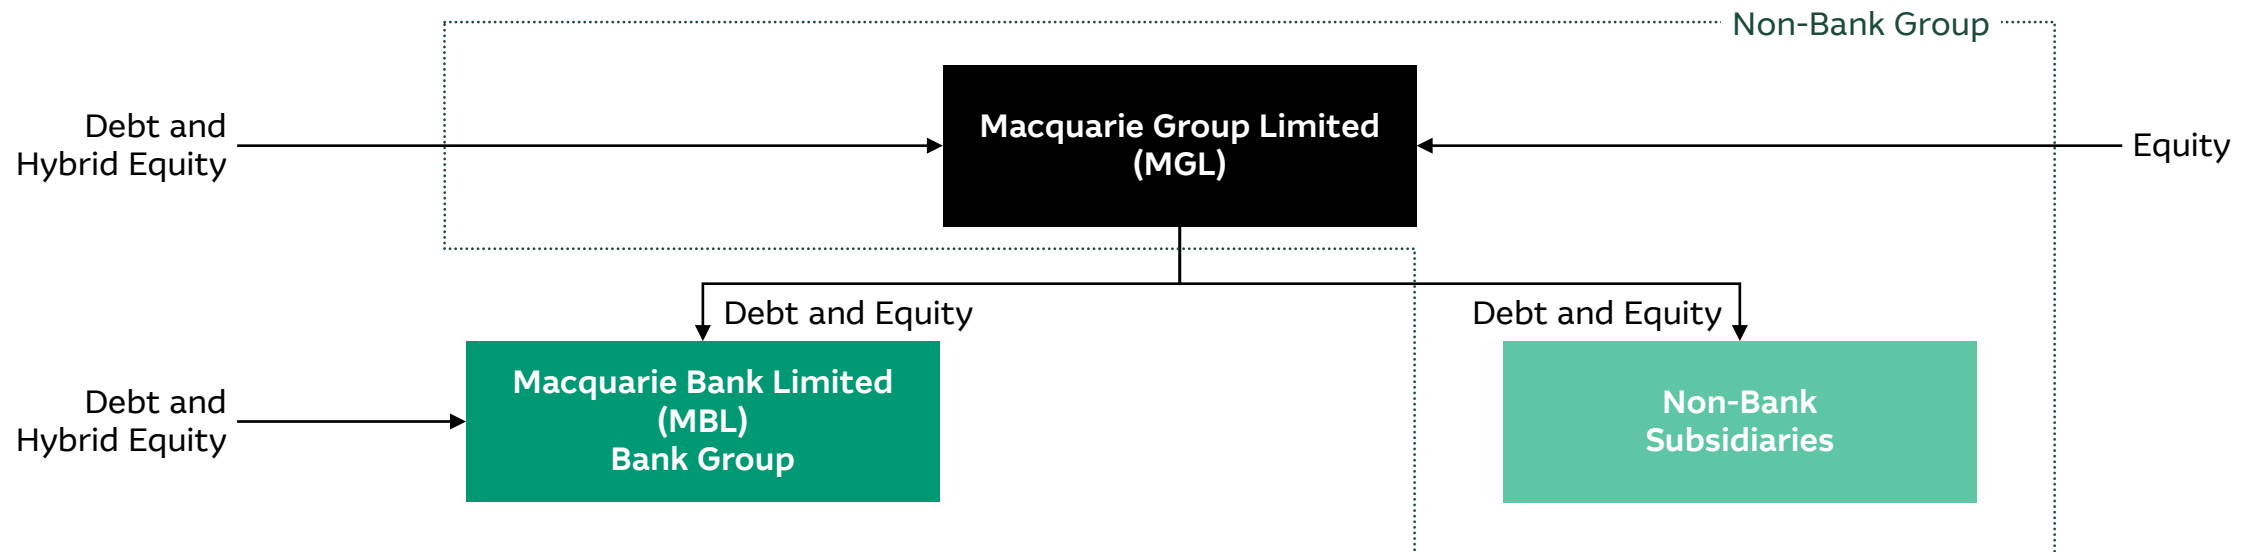 Non-Bank Group
Debt and
Hybrid Equity
Macquarie Group Limited
(MGL)
Equity
Debt and Equity
Debt and Equity
Debt and
Hybrid Equity
Macquarie Bank Limited
(MBL)
Bank Group
Non-Bank
Subsidiaries